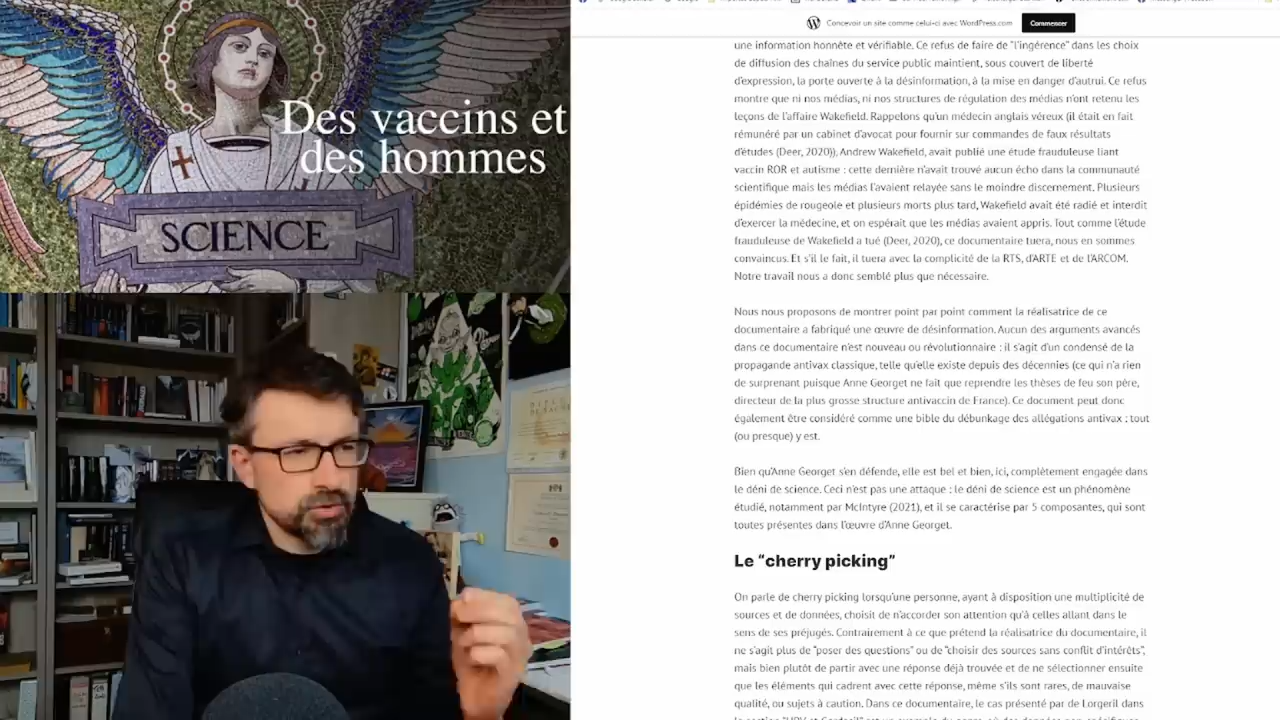 Des vaccins et
des hommes
SCIENCE
Concevoir un site comme celui-ci avec WordPress.com
Commencer
une information honnête et vérifiable. Ce refus de faire de "l'ingérence" dans les choix
de diffusion des chaînes du service public maintient, sous couvert de liberté
d'expression, la porte ouverte à la désinformation, à la mise en danger d'autrui. Ce refus
montre que ni nos médias, ni nos structures de régulation des médias n'ont retenu les
leçons de l'affaire Wakefield. Rappelons qu'un médecin anglais véreux (il était en fait
rémunéré par un cabinet d'avocat pour fournir sur commandes de faux résultats
d'études (Deer, 2020)), Andrew Wakefield, avait publié une étude frauduleuse liant
vaccin ROR et autisme : cette dernière n'avait trouvé aucun écho dans la communauté
scientifique mais les médias l'avaient relayée sans le moindre discernement. Plusieurs
épidémies de rougeole et plusieurs morts plus tard, Wakefield avait été radié et interdit
d'exercer la médecine, et on espérait que les médias avaient appris. Tout comme l'étude
frauduleuse de Wakefield a tué (Deer, 2020), ce documentaire tuera, nous en sommes
convaincus. Et s'il le fait, il tuera avec la complicité de la RTS, d'ARTE et de l'ARCOM.
Notre travail nous a donc semblé plus que nécessaire.
Nous nous proposons de montrer point par point comment la réalisatrice de ce
documentaire a fabriqué une œuvre de désinformation. Aucun des arguments avancés
dans ce documentaire n'est nouveau ou révolutionnaire : il s'agit d'un condensé de la
propagande antivax classique, telle qu'elle existe depuis des décennies (ce qui n'a rien
de surprenant puisque Anne Georget ne fait que reprendre les thèses de feu son père,
directeur de la plus grosse structure antivaccin de France). Ce document peut donc
également être considéré comme une bible du débunkage des allégations antivax : tout
(ou presque) y est.
Bien qu'Anne Georget s'en défende, elle est bel et bien, ici, complètement engagée dans
le déni de science. Ceci n'est pas une attaque : le déni de science est un phénomène
étudié, notamment par McIntyre (2021), et il se caractérise par 5 composantes, qui sont
toutes présentes dans l'œuvre d'Anne Georget.
Le "cherry picking"
On parle de cherry picking lorsqu'une personne, ayant à disposition une multiplicité de
sources et de données, choisit de n'accorder son attention qu'à celles allant dans le
sens de ses préjugés. Contrairement à ce que prétend la réalisatrice du documentaire, il
ne s'agit plus de "poser des questions" ou de "choisir des sources sans conflit d'intérêts",
mais bien plutôt de partir avec une réponse déjà trouvée et de ne sélectionner ensuite
que les éléments qui cadrent avec cette réponse, même s'ils sont rares, de mauvaise
qualité, ou sujets à caution. Dans ce documentaire, le cas présenté par de Lorgeril dans